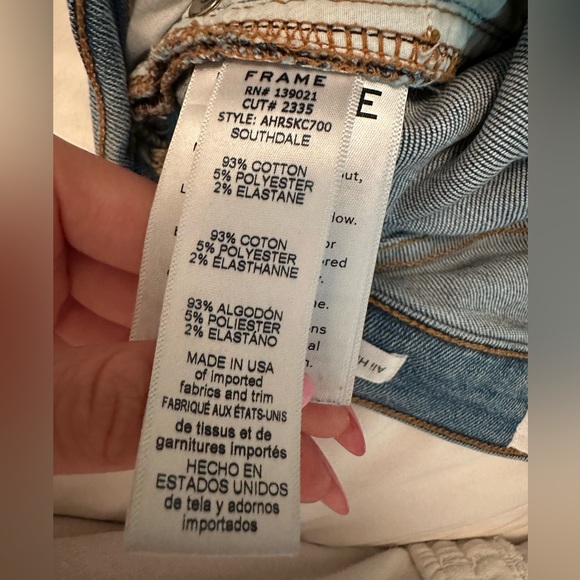 FRAME
RN# 139021
CUT# 2335
STYLE: AHRSKC700
SOUTHDALE
93% COTTON
5% POLYESTER
2% ELASTANE
93% COTON
5% POLYESTER
2% ELASTHANNE
93% ALGODÓN
5% POLIESTER
2% ELASTANO
MADE IN USA
of imported
fabrics and trim
FABRIQUÉ AUX ÉTATS-UNIS
de tissus et de
garnitures importés
HECHO EN
ESTADOS UNIDOS
de tela y adornos
importados
E
Ali H